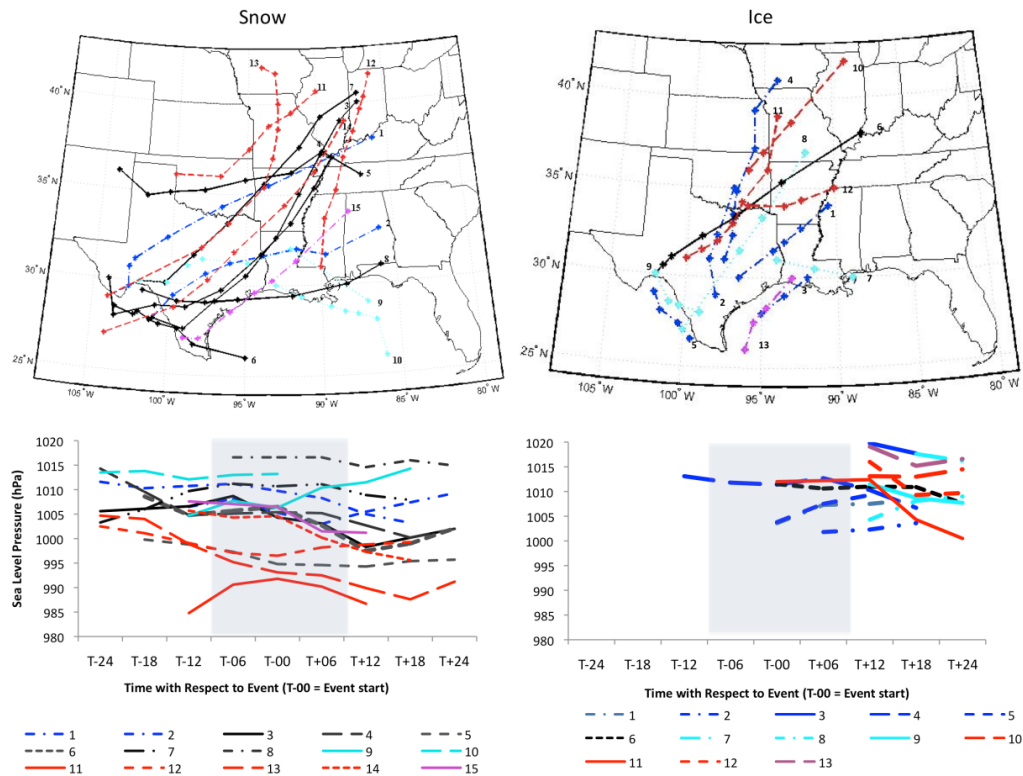 Snow
Ice
13
12
11
7
3
14
1
4
5
15
2
8
9
10
6
40° N
35° N
30° N
25° N
105° W
100° W
95° W
90° W
85° W
80° W
4
10
11
6
8
12
1
9
7
2
3
5
13
40° N
35° N
30° N
25° N
105° W
100° W
95° W
90° W
85° W
80° W
Sea Level Pressure (hPa)
1020
1015
1010
1005
1000
995
990
985
980
T-24 T-18 T-12 T-06 T-00 T+06 T+12 T+18 T+24
Time with Respect to Event (T-00 = Event start)
1 2 3 4 5
6 7 8 9 10
11 12 13 14 15
1020
1015
1010
1005
1000
995
990
985
980
T-24 T-18 T-12 T-06 T-00 T+06 T+12 T+18 T+24
Time with Respect to Event (T-00 = Event start)
1 2 3 4 5
6 7 8 9 10
11 12 13